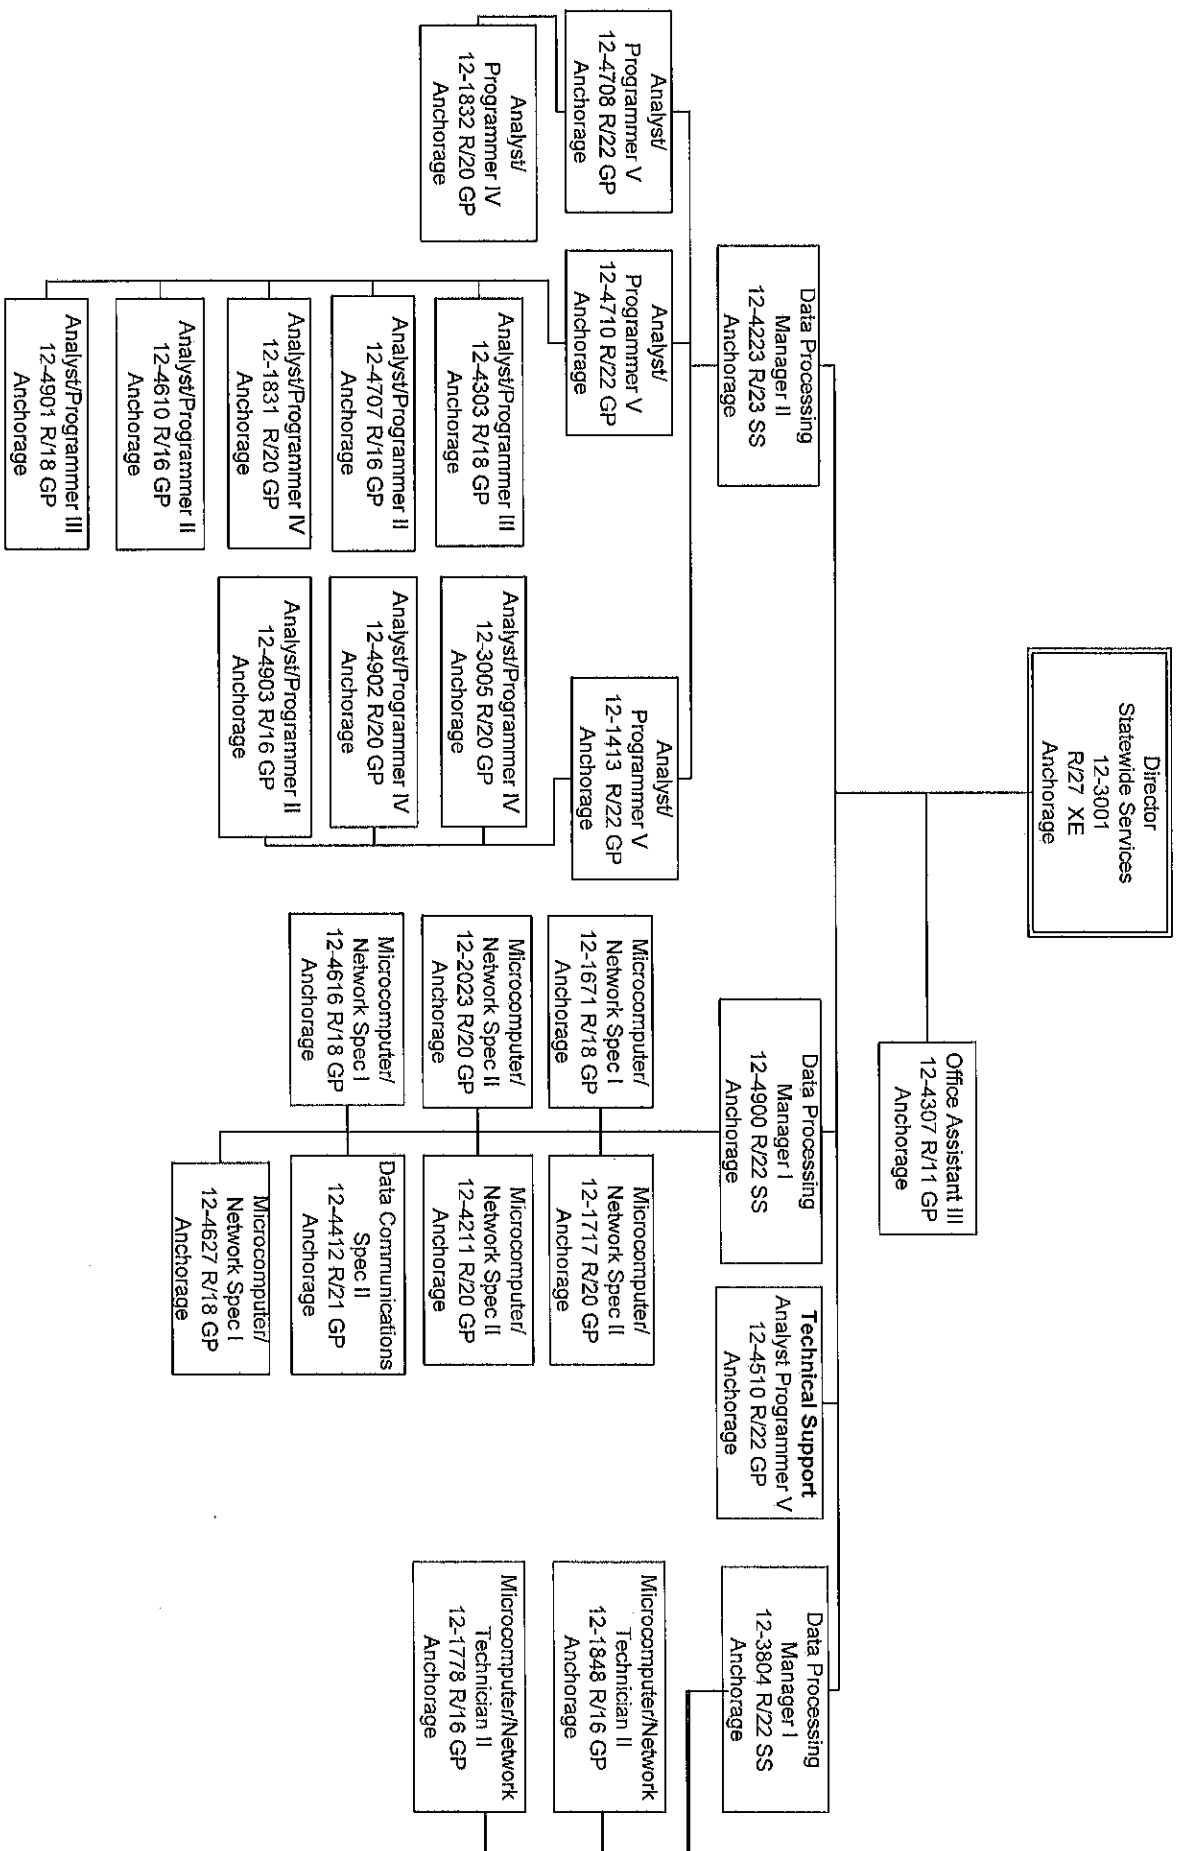 Director
Statewide Services
12-3001
R/27 XE
Anchorage
Office Assistant III
12-4307 R/11 GP
Anchorage
Data Processing
Manager II
12-4223 R/23 SS
Anchorage
Data Processing
Manager I
12-4900 R/22 SS
Anchorage
Technical Support
Analyst Programmer V
12-4510 R/22 GP
Anchorage
Data Processing
Manager I
12-3804 R/22 SS
Anchorage
Analyst/
Programmer V
12-4708 R/22 GP
Anchorage
Analyst/
Programmer V
12-4710 R/22 GP
Anchorage
Analyst/
Programmer V
12-1413 R/22 GP
Anchorage
Analyst/
Programmer IV
12-1832 R/20 GP
Anchorage
Analyst/Programmer III
12-4303 R/18 GP
Anchorage
Analyst/Programmer II
12-4707 R/16 GP
Anchorage
Analyst/Programmer IV
12-1831 R/20 GP
Anchorage
Analyst/Programmer II
12-4610 R/16 GP
Anchorage
Analyst/Programmer III
12-4901 R/18 GP
Anchorage
Analyst/Programmer IV
12-3005 R/20 GP
Anchorage
Analyst/Programmer IV
12-4902 R/20 GP
Anchorage
Analyst/Programmer II
12-4903 R/16 GP
Anchorage
Microcomputer/
Network Spec I
12-1671 R/18 GP
Anchorage
Microcomputer/
Network Spec II
12-1717 R/20 GP
Anchorage
Microcomputer/
Network Spec II
12-2023 R/20 GP
Anchorage
Microcomputer/
Network Spec II
12-4211 R/20 GP
Anchorage
Microcomputer/
Network Spec I
12-4616 R/18 GP
Anchorage
Data Communications
Spec II
12-4412 R/21 GP
Anchorage
Microcomputer/
Network Spec I
12-4627 R/18 GP
Anchorage
Microcomputer/Network
Technician II
12-1848 R/16 GP
Anchorage
Microcomputer/Network
Technician II
12-1778 R/16 GP
Anchorage